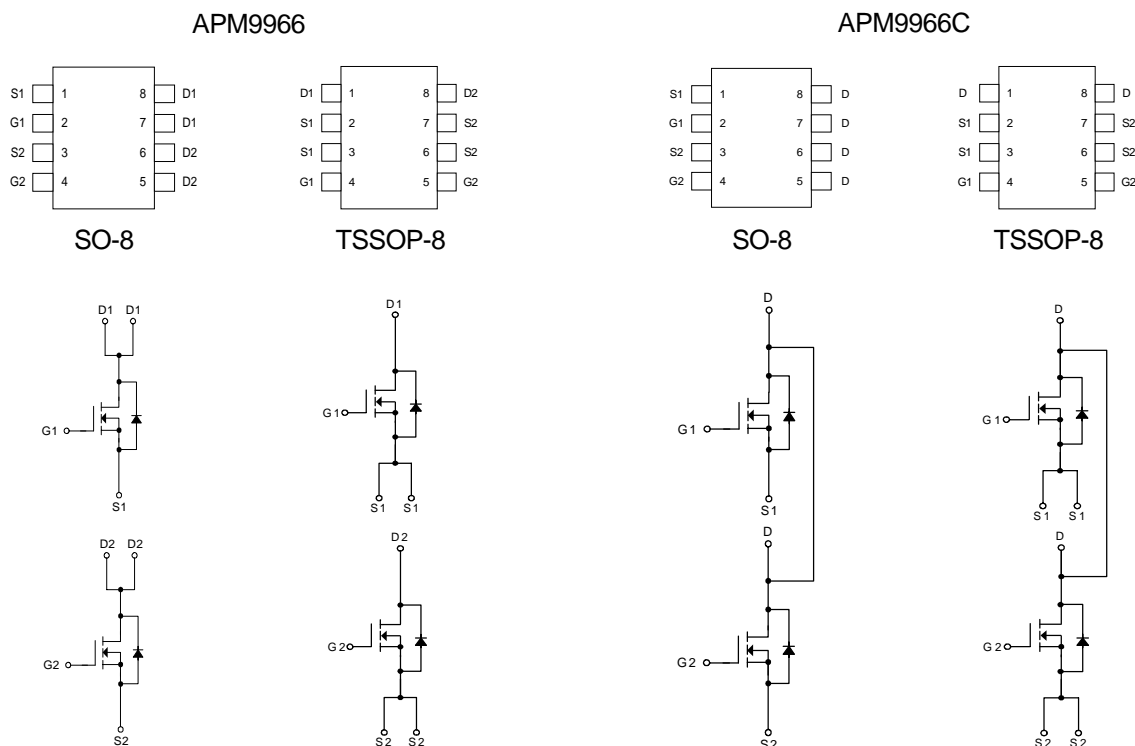 APM9966 APM9966C
S1 1 8 D1 D1 1 8 D2 S1 1 8 D D 1 8 D
G1 2 7 D1 S1 2 7 S2 G1 2 7 D S1 2 7 S2
S2 3 6 D2 S1 3 6 S2 S2 3 6 D S1 3 6 S2
G2 4 5 D2 G1 4 5 G2 G2 4 5 D G1 4 5 G2
SO-8 TSSOP-8 SO-8 TSSOP-8
D1 D1 D1 D D
G1 G1 G1 G1
S1 S1 S1 S1 S1 S1
D2 D2 D2 D D
G2 G2 G2 G2
S2 S2 S2 S2 S2 S2